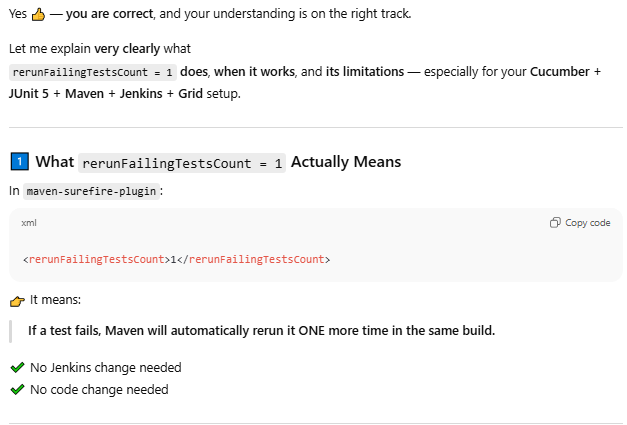 Yes 👍 — you are correct, and your understanding is on the right track.
Let me explain very clearly what
rerunFailingTestsCount = 1 does, when it works, and its limitations — especially for your Cucumber +
JUnit 5 + Maven + Jenkins + Grid setup.
1️⃣ What rerunFailingTestsCount = 1 Actually Means
In maven-surefire-plugin:
xml Copy code
<rerunFailingTestsCount>1</rerunFailingTestsCount>
👉 It means:
If a test fails, Maven will automatically rerun it ONE more time in the same build.
✔ No Jenkins change needed
✔ No code change needed